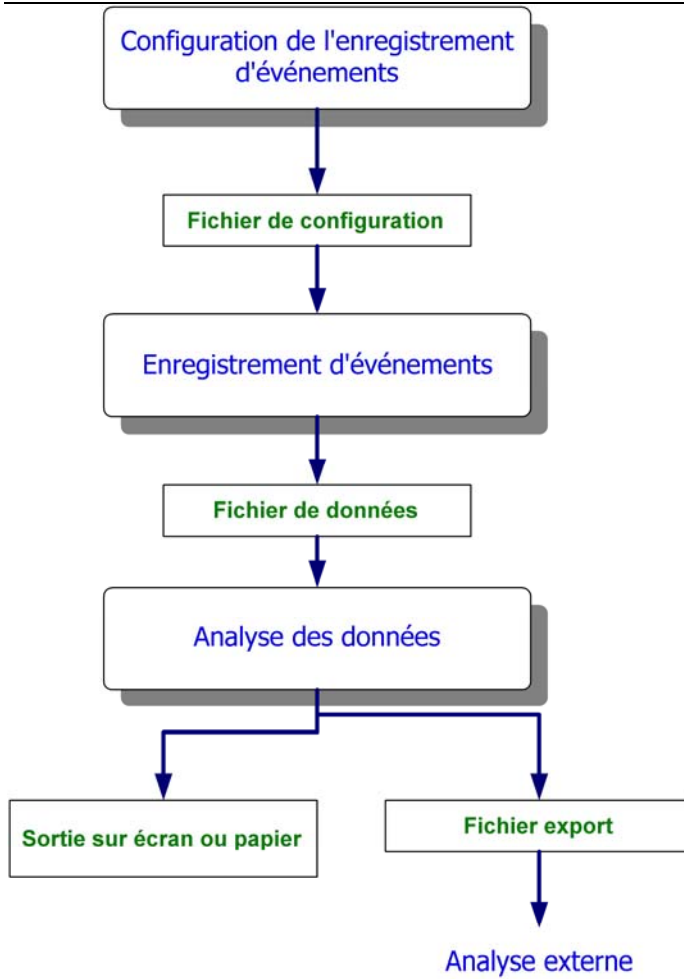 Configuration de l'enregistrement
d'événements
Fichier de configuration
Enregistrement d'événements
Fichier de données
Analyse des données
Sortie sur écran ou papier
Fichier export
Analyse externe